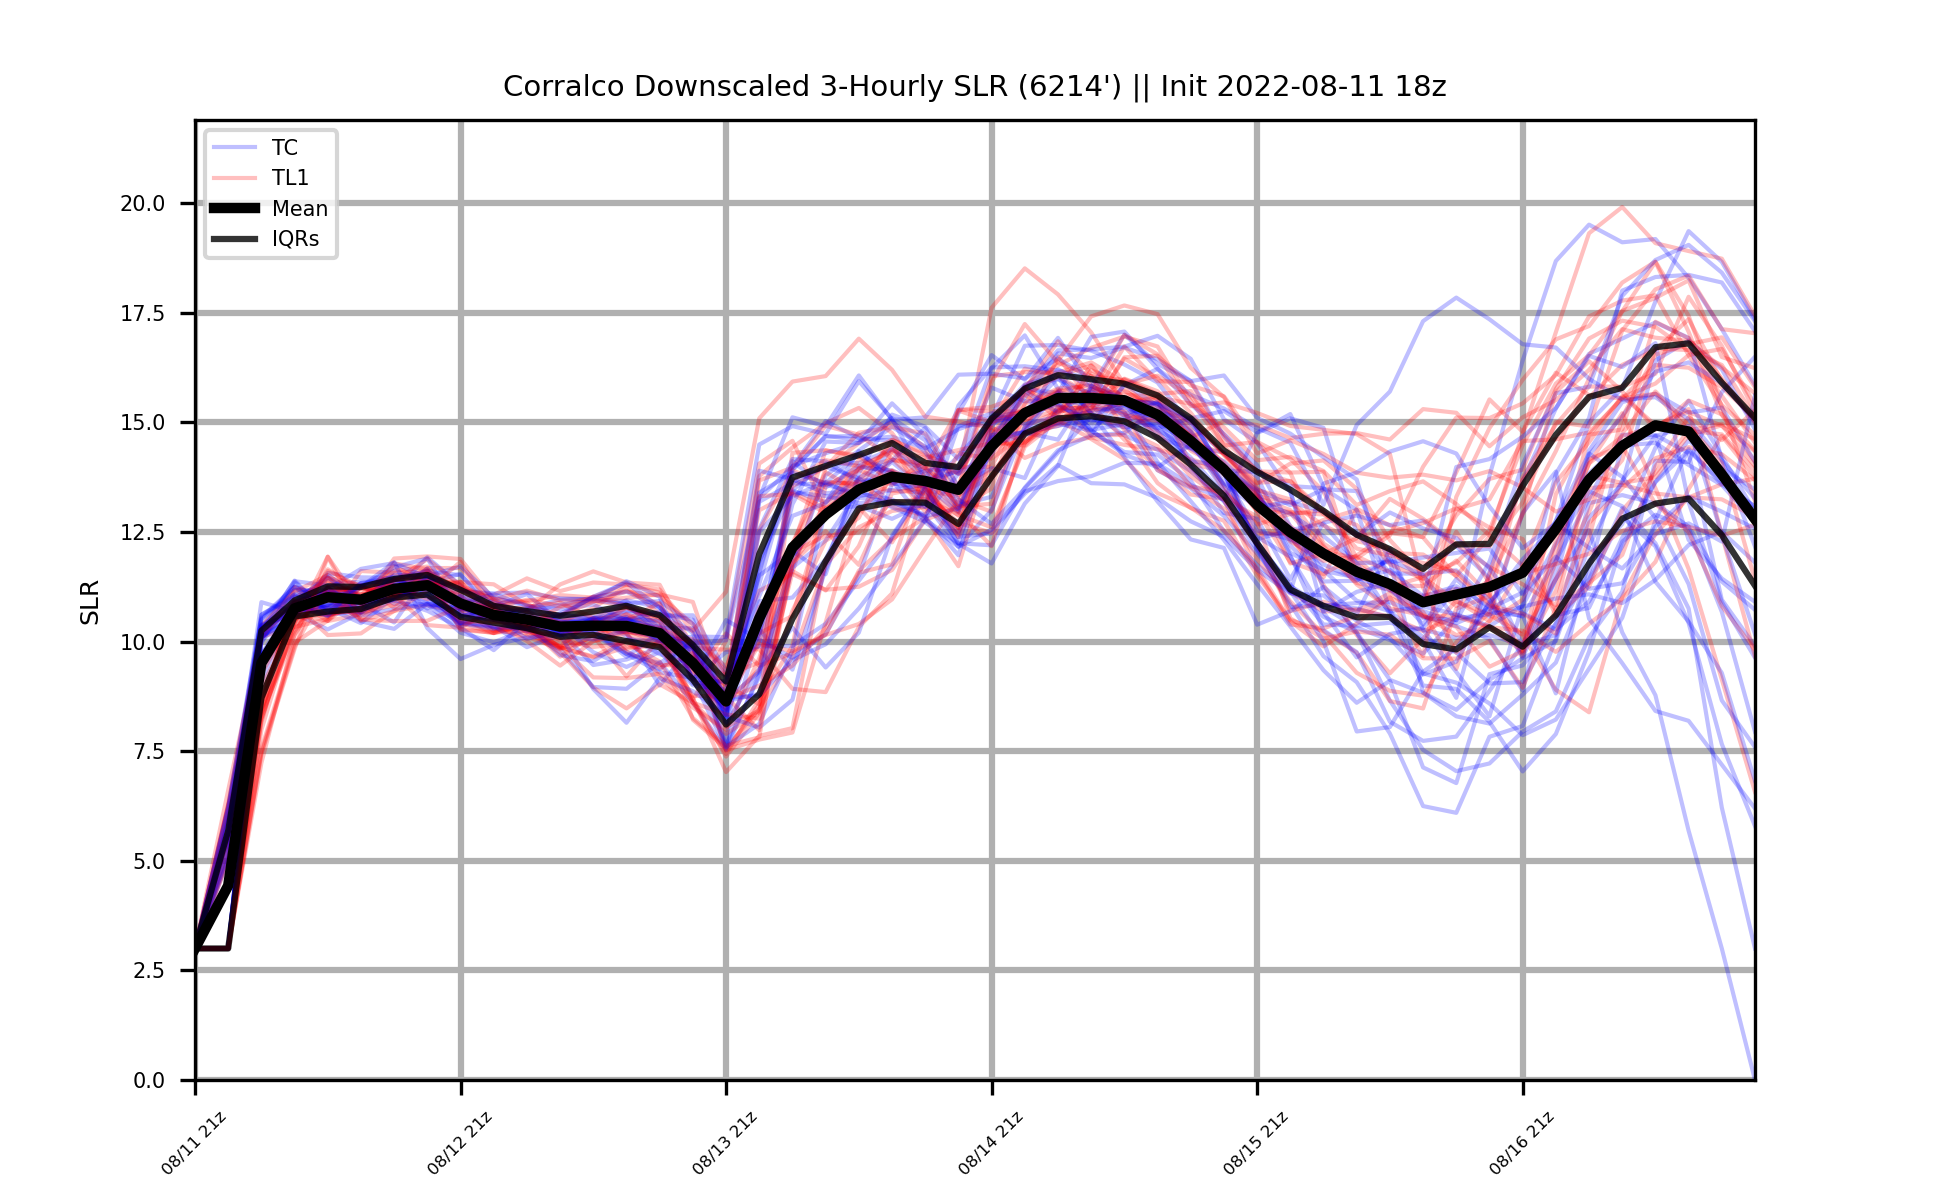 Corralco Downscaled 3-Hourly SLR (6214') || Init 2022-08-11 18z
TC
TL1
Mean
IQRs
SLR
20.0
17.5
15.0
12.5
10.0
7.5
5.0
2.5
0.0
08/11 21z
08/12 21z
08/13 21z
08/14 21z
08/15 21z
08/16 21z